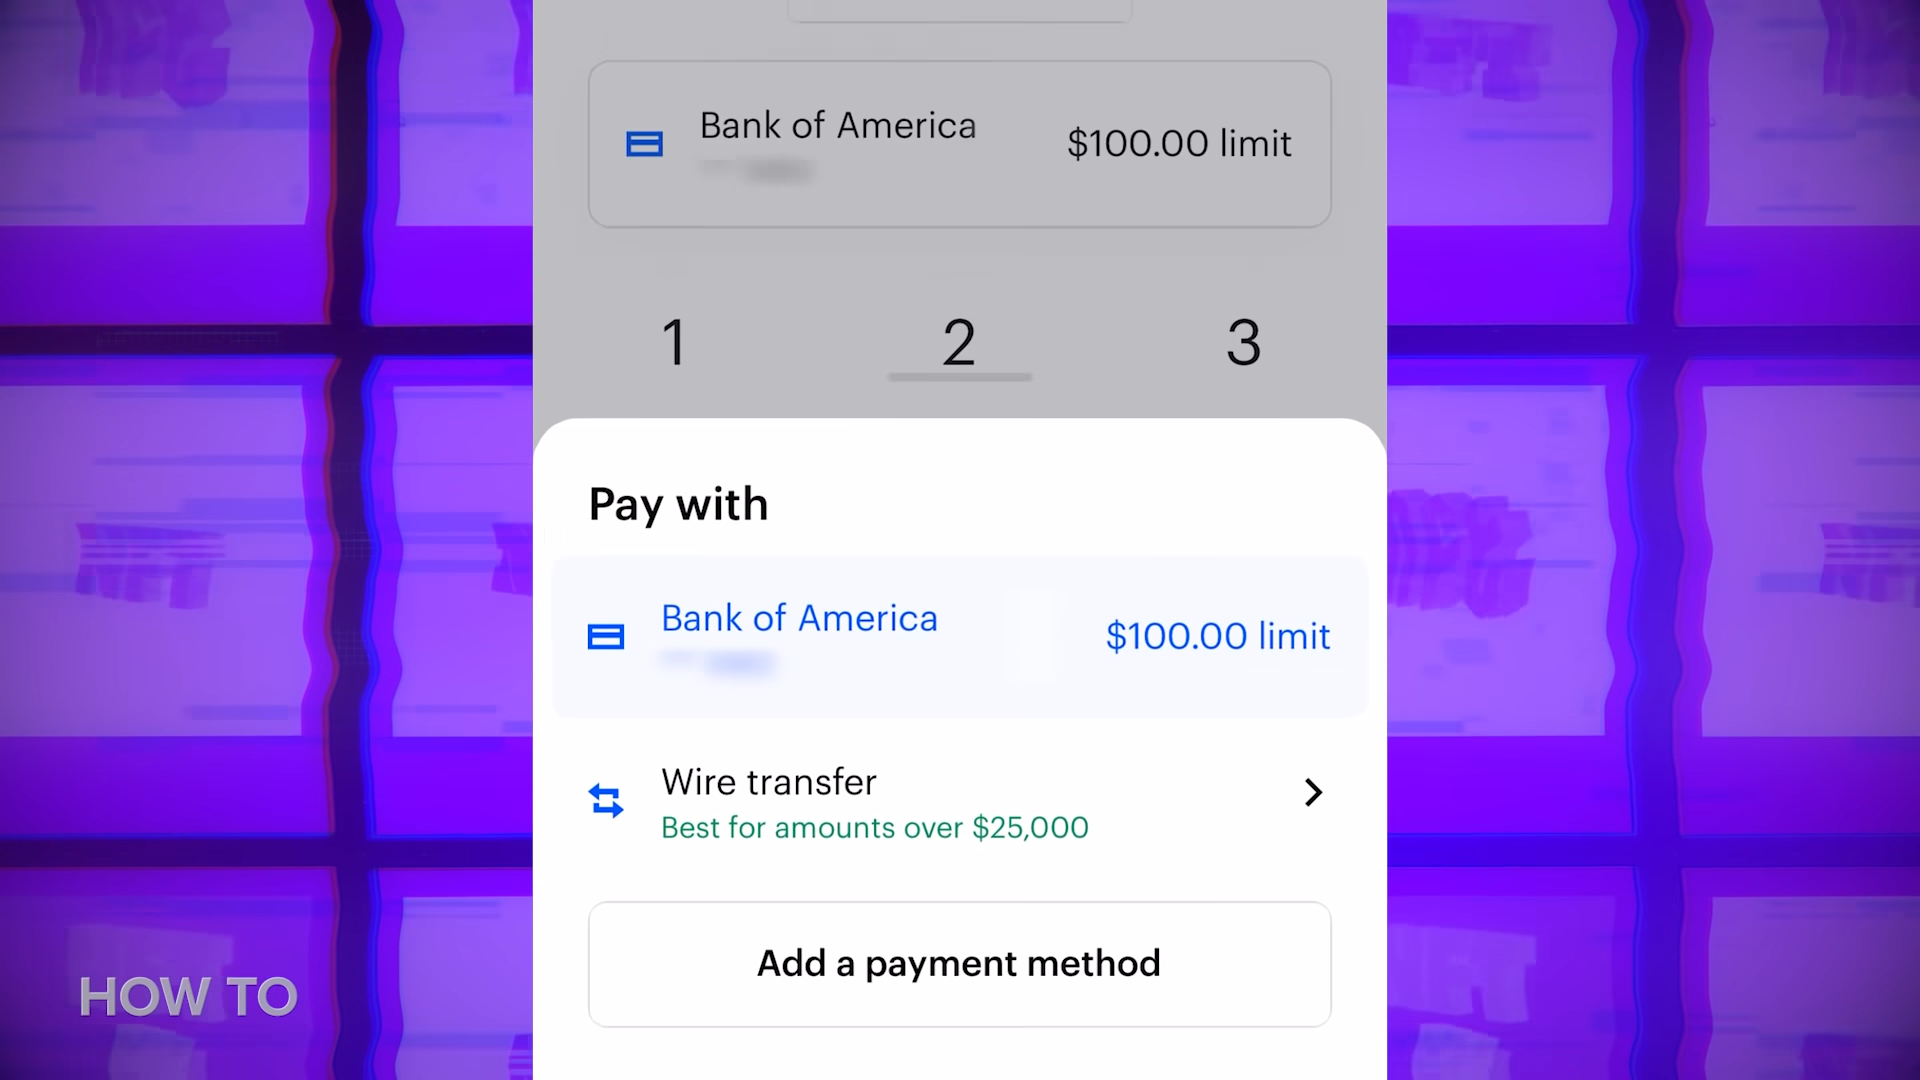 Bank of America
$100.00 limit
1 2 3
Pay with
Bank of America
$100.00 limit
Wire transfer
Best for amounts over $25,000
Add a payment method
HOW TO